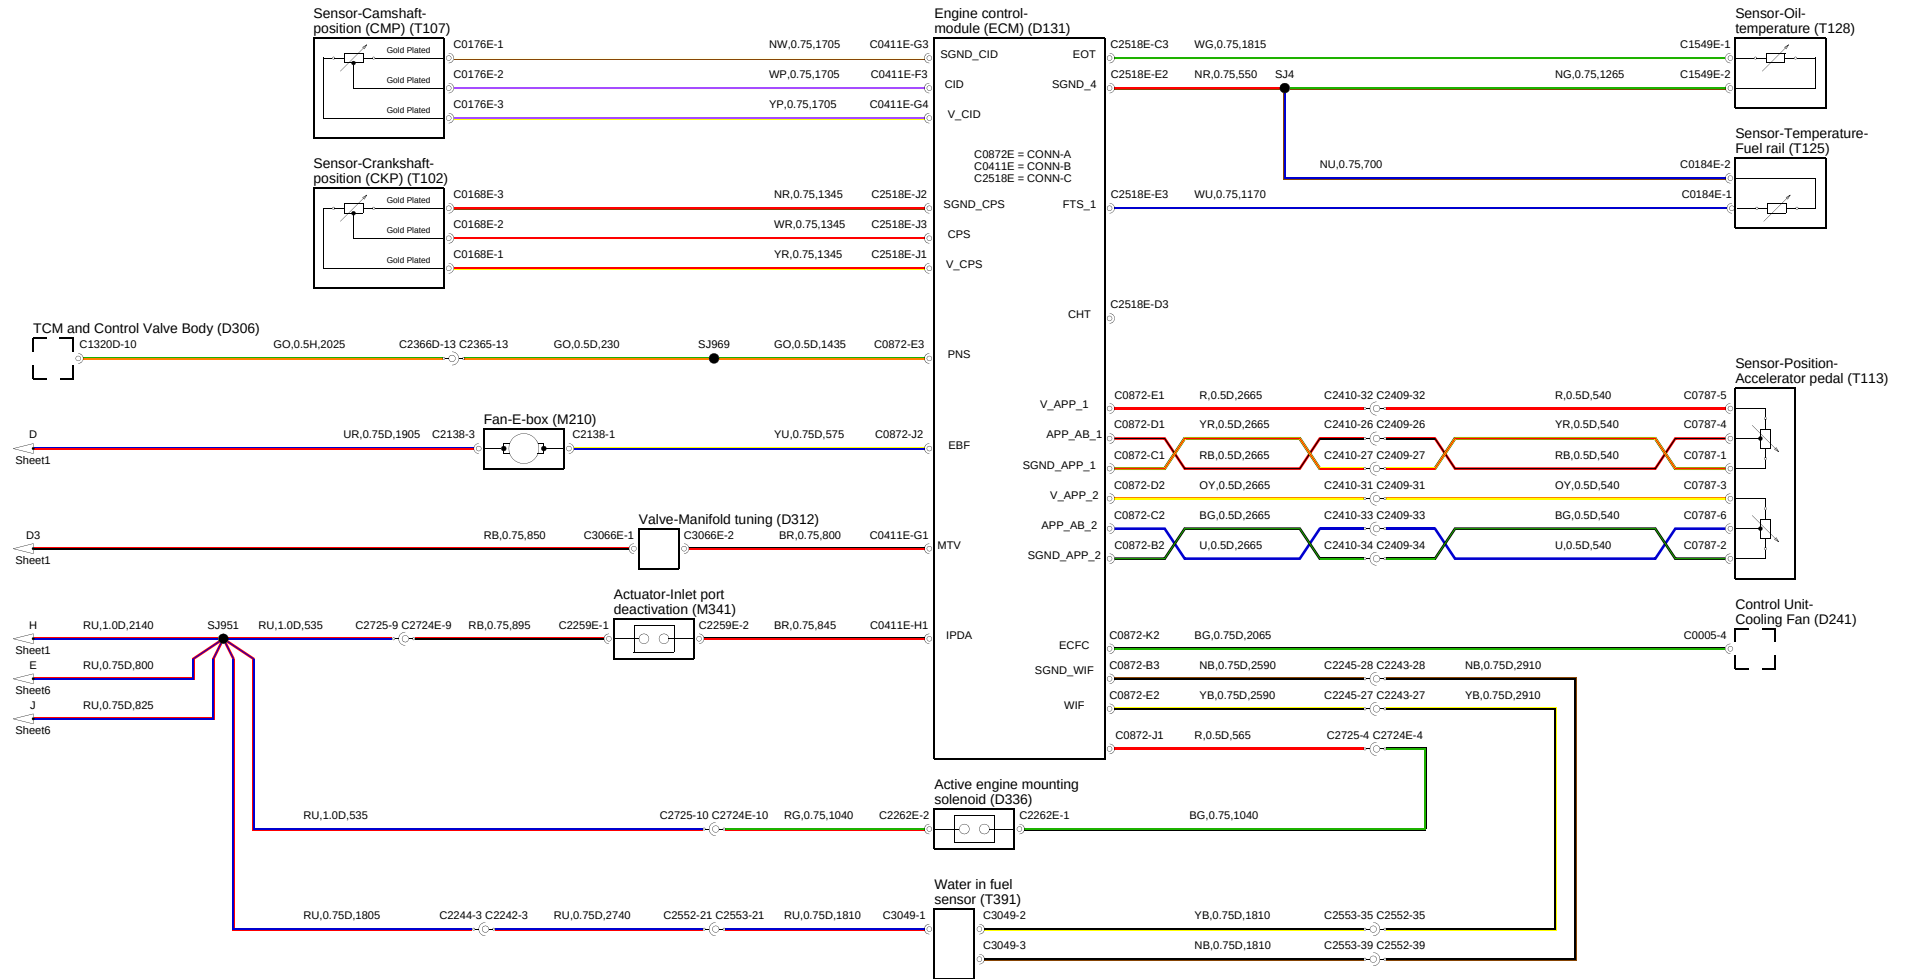 Sensor-Camshaft-
position (CMP) (T107)
Gold Plated
Gold Plated
Gold Plated
C0176E-1 NW,0.75,1705 C0411E-G3
C0176E-2 WP,0.75,1705 C0411E-F3
C0176E-3 YP,0.75,1705 C0411E-G4
Sensor-Crankshaft-
position (CKP) (T102)
Gold Plated
Gold Plated
Gold Plated
C0168E-3 NR,0.75,1345 C2518E-J2
C0168E-2 WR,0.75,1345 C2518E-J3
C0168E-1 YR,0.75,1345 C2518E-J1
TCM and Control Valve Body (D306)
C1320D-10 GO,0.5H,2025 C2366D-13 C2365-13 GO,0.5D,230 SJ969 GO,0.5D,1435 C0872-E3
Fan-E-box (M210)
D UR,0.75D,1905 C2138-3 C2138-1 YU,0.75D,575 C0872-J2
Sheet1
Valve-Manifold tuning (D312)
D3 RB,0.75,850 C3066E-1 C3066E-2 BR,0.75,800 C0411E-G1
Sheet1
Actuator-Inlet port
deactivation (M341)
H RU,1.0D,2140 SJ951 RU,1.0D,535 C2725-9 C2724E-9 RB,0.75,895 C2259E-1 C2259E-2 BR,0.75,845 C0411E-H1
Sheet1
E RU,0.75D,800
Sheet6
J RU,0.75D,825
Sheet6
Engine control-
module (ECM) (D131)
SGND_CID EOT
CID SGND_4
V_CID
C0872E = CONN-A
C0411E = CONN-B
C2518E = CONN-C
SGND_CPS FTS_1
CPS
V_CPS
CHT
PNS
V_APP_1
APP_AB_1
EBF
SGND_APP_1
V_APP_2
APP_AB_2
MTV
SGND_APP_2
IPDA
ECFC
SGND_WIF
WIF
C2518E-C3 WG,0.75,1815 C1549E-1
C2518E-E2 NR,0.75,550 SJ4 NG,0.75,1265 C1549E-2
Sensor-Oil-
temperature (T128)
Sensor-Temperature-
Fuel rail (T125)
NU,0.75,700 C0184E-2
C2518E-E3 WU,0.75,1170 C0184E-1
C2518E-D3
Sensor-Position-
Accelerator pedal (T113)
C0872-E1 R,0.5D,2665 C2410-32 C2409-32 R,0.5D,540 C0787-5
C0872-D1 YR,0.5D,2665 C2410-26 C2409-26 YR,0.5D,540 C0787-4
C0872-C1 RB,0.5D,2665 C2410-27 C2409-27 RB,0.5D,540 C0787-1
C0872-D2 OY,0.5D,2665 C2410-31 C2409-31 OY,0.5D,540 C0787-3
C0872-C2 BG,0.5D,2665 C2410-33 C2409-33 BG,0.5D,540 C0787-6
C0872-B2 U,0.5D,2665 C2410-34 C2409-34 U,0.5D,540 C0787-2
Control Unit-
Cooling Fan (D241)
C0872-K2 BG,0.75D,2065 C0005-4
C0872-B3 NB,0.75D,2590 C2245-28 C2243-28 NB,0.75D,2910
C0872-E2 YB,0.75D,2590 C2245-27 C2243-27 YB,0.75D,2910
C0872-J1 R,0.5D,565 C2725-4 C2724E-4
Active engine mounting
solenoid (D336)
RU,1.0D,535 C2725-10 C2724E-10 RG,0.75,1040 C2262E-2 C2262E-1 BG,0.75,1040
Water in fuel
sensor (T391)
RU,0.75D,1805 C2244-3 C2242-3 RU,0.75D,2740 C2552-21 C2553-21 RU,0.75D,1810 C3049-1 C3049-2 YB,0.75D,1810 C2553-35 C2552-35
C3049-3 NB,0.75D,1810 C2553-39 C2552-39